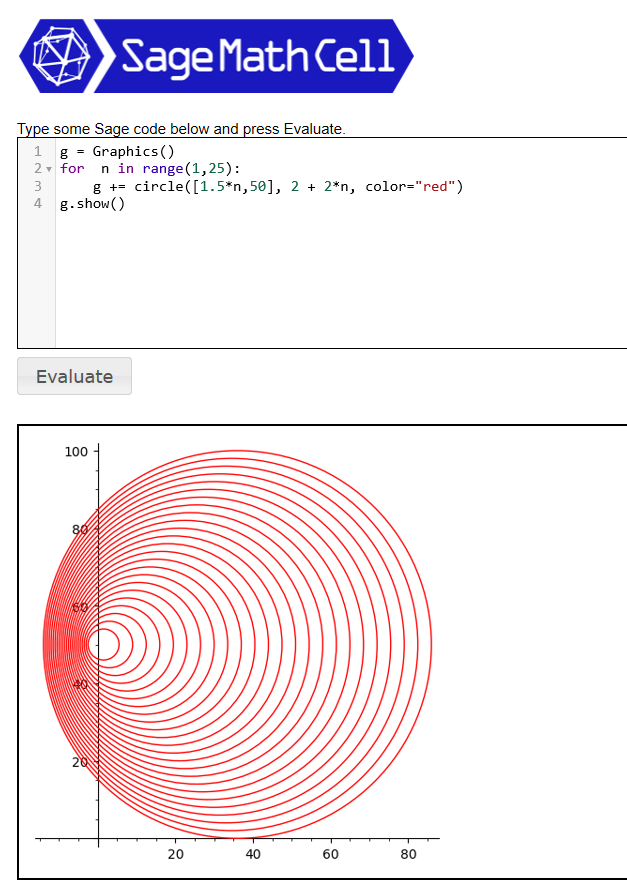 SageMathCell
Type some Sage code below and press Evaluate.
1 g = Graphics()
2 for  n in range(1,25):
3     g += circle([1.5*n,50], 2 + 2*n, color="red")
4 g.show()
Evaluate
100
80
60
40
20
20 40 60 80